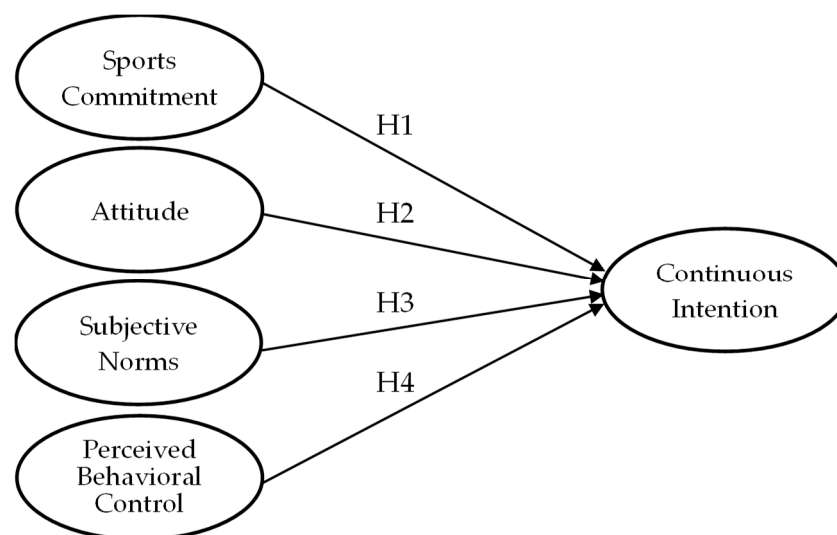 Sports
Commitment
H1
Attitude
H2
Subjective
Norms
H3
Perceived
Behavioral
Control
H4
Continuous
Intention